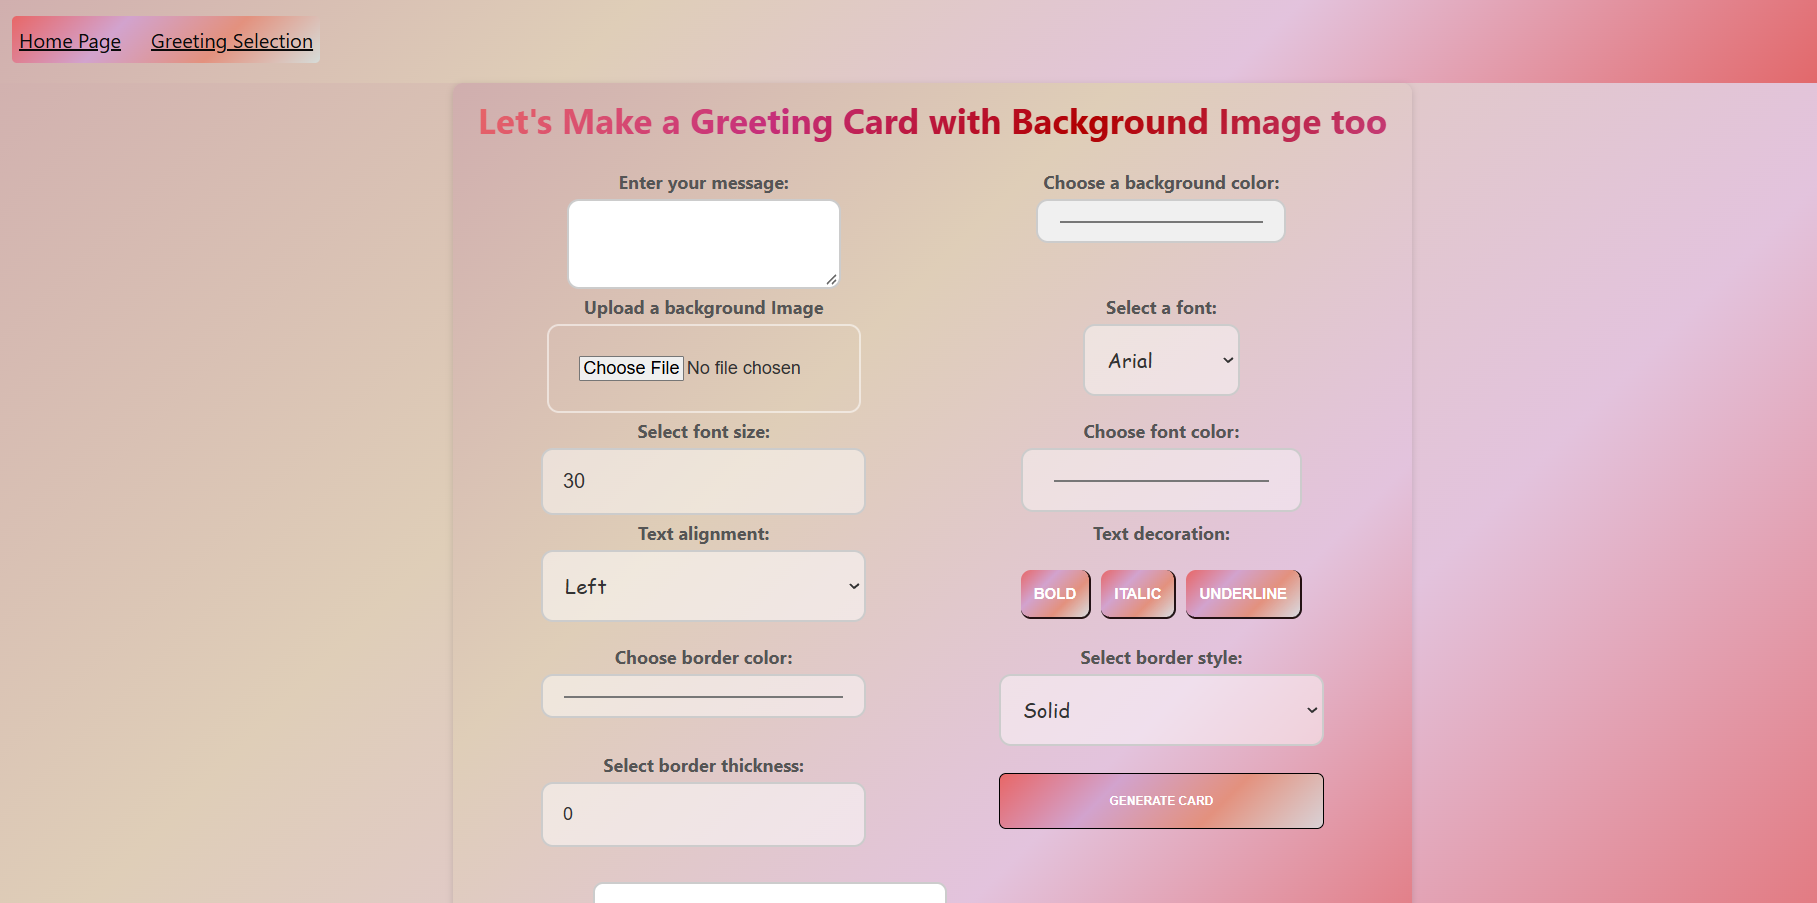 Home Page Greeting Selection
Let's Make a Greeting Card with Background Image too
Enter your message: Choose a background color:
Upload a background Image Select a font:
Choose File No file chosen Arial
Select font size: Choose font color:
30
Text alignment: Text decoration:
Left BOLD ITALIC UNDERLINE
Choose border color: Select border style:
Solid
Select border thickness:
GENERATE CARD
0